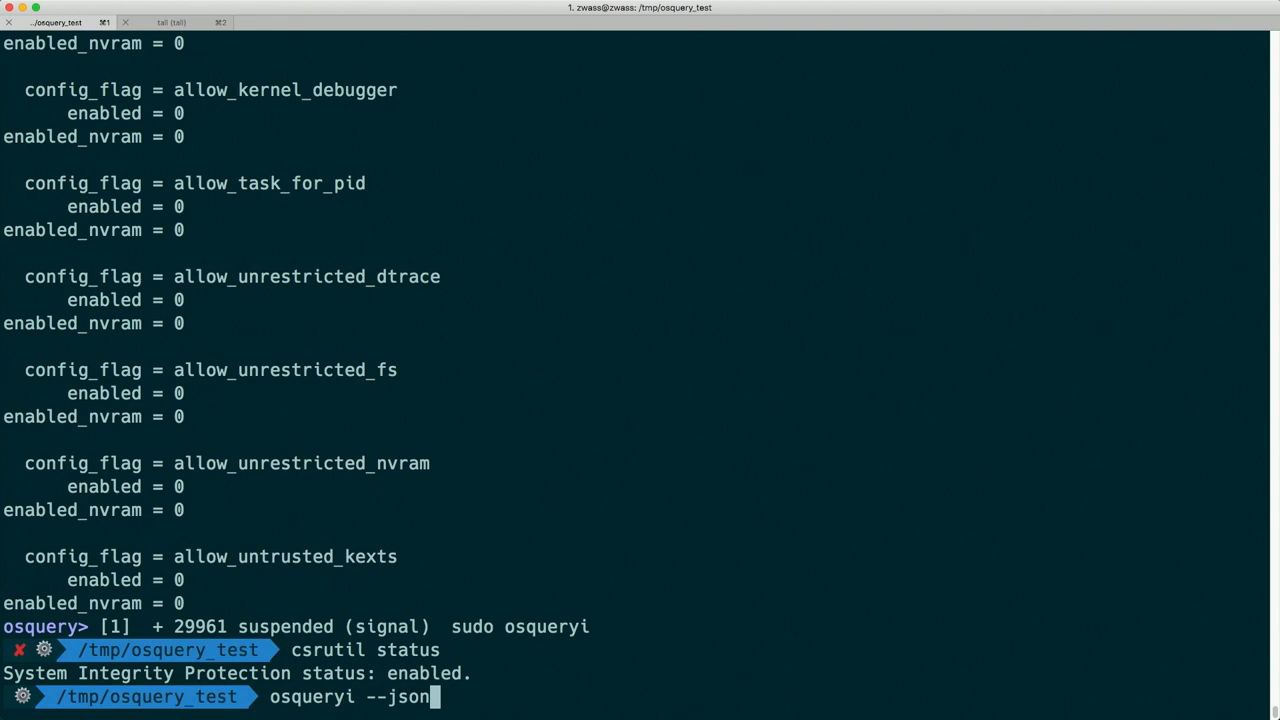 1. zwass@zwass: /tmp/osquery_test
../osquery_test ⌘1 tall (tall) ⌘2
enabled_nvram = 0
config_flag = allow_kernel_debugger
enabled = 0
enabled_nvram = 0
config_flag = allow_task_for_pid
enabled = 0
enabled_nvram = 0
config_flag = allow_unrestricted_dtrace
enabled = 0
enabled_nvram = 0
config_flag = allow_unrestricted_fs
enabled = 0
enabled_nvram = 0
config_flag = allow_unrestricted_nvram
enabled = 0
enabled_nvram = 0
config_flag = allow_untrusted_kexts
enabled = 0
enabled_nvram = 0
osquery> [1] + 29961 suspended (signal) sudo osqueryi
✘ ⚙ /tmp/osquery_test csrutil status
System Integrity Protection status: enabled.
⚙ /tmp/osquery_test osqueryi --json